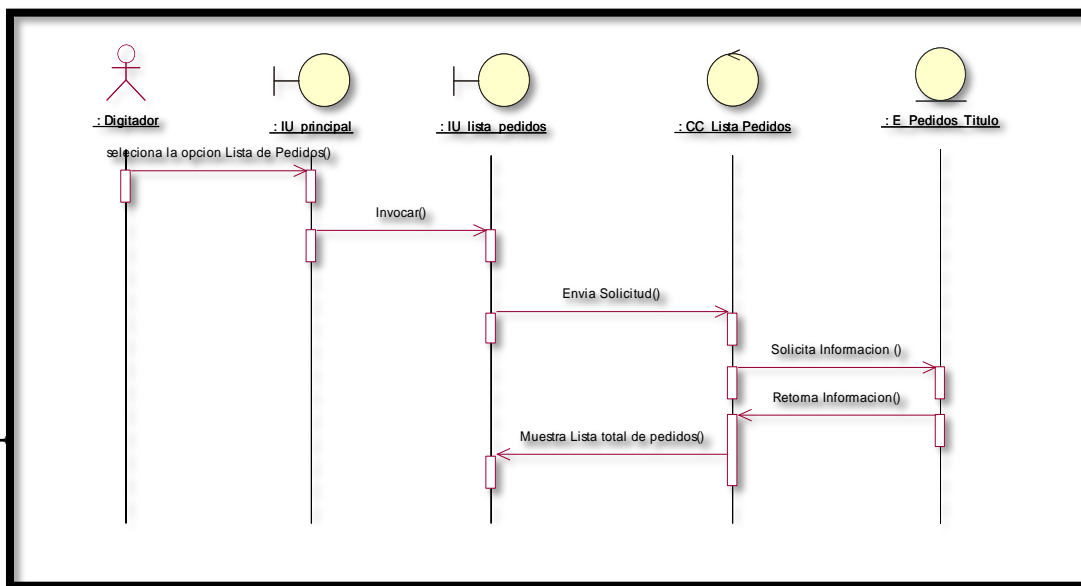 : Digitador
: IU_principal
: IU_lista_pedidos
: CC_Lista Pedidos
: E_Pedidos_Titulo
seleciona la opcion Lista de Pedidos()
Invocar()
Envia Solicitud()
Solicita Informacion ()
Retorna Informacion()
Muestra Lista total de pedidos()